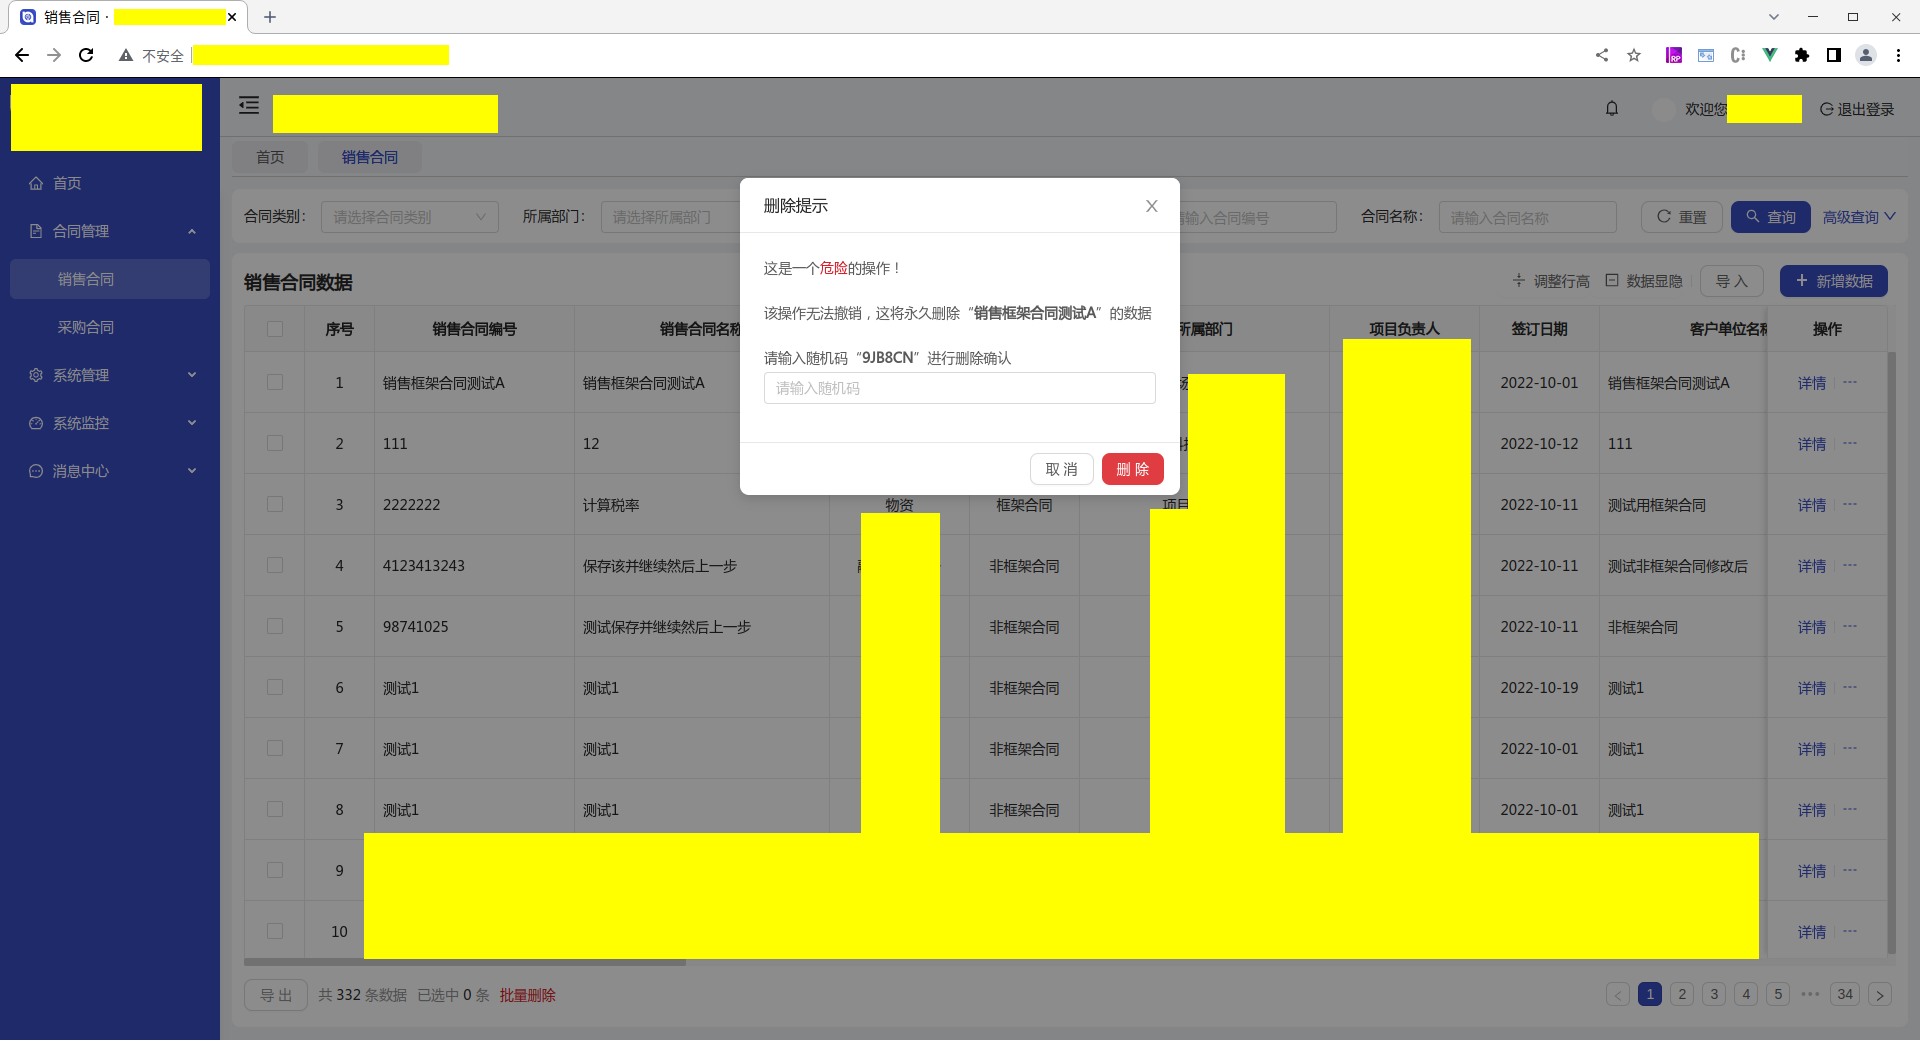 销售合同 ·
不安全
欢迎您
退出登录
首页
销售合同
首页
合同管理
销售合同
采购合同
系统管理
系统监控
消息中心
合同类别：
请选择合同类别
所属部门：
请选择所属部门
输入合同编号
合同名称：
请输入合同名称
重置
查询
高级查询
销售合同数据
调整行高
数据显隐
导 入
新增数据
序号 销售合同编号 销售合同名称 所属部门 项目负责人 签订日期 客户单位名称 操作
1 销售框架合同测试A 销售框架合同测试A 2022-10-01 销售框架合同测试A 详情 ···
2 111 12 2022-10-12 111 详情 ···
3 2222222 计算税率 物资 框架合同 项目 2022-10-11 测试用框架合同 详情 ···
4 4123413243 保存该并继续然后上一步 非框架合同 2022-10-11 测试非框架合同修改后 详情 ···
5 98741025 测试保存并继续然后上一步 非框架合同 2022-10-11 非框架合同 详情 ···
6 测试1 测试1 非框架合同 2022-10-19 测试1 详情 ···
7 测试1 测试1 非框架合同 2022-10-01 测试1 详情 ···
8 测试1 测试1 非框架合同 2022-10-01 测试1 详情 ···
9 详情 ···
10 详情 ···
导 出 共 332 条数据 已选中 0 条 批量删除
1 2 3 4 5 ··· 34
删除提示
这是一个危险的操作！
该操作无法撤销，这将永久删除“销售框架合同测试A”的数据
请输入随机码“9JB8CN”进行删除确认
请输入随机码
取 消
删 除